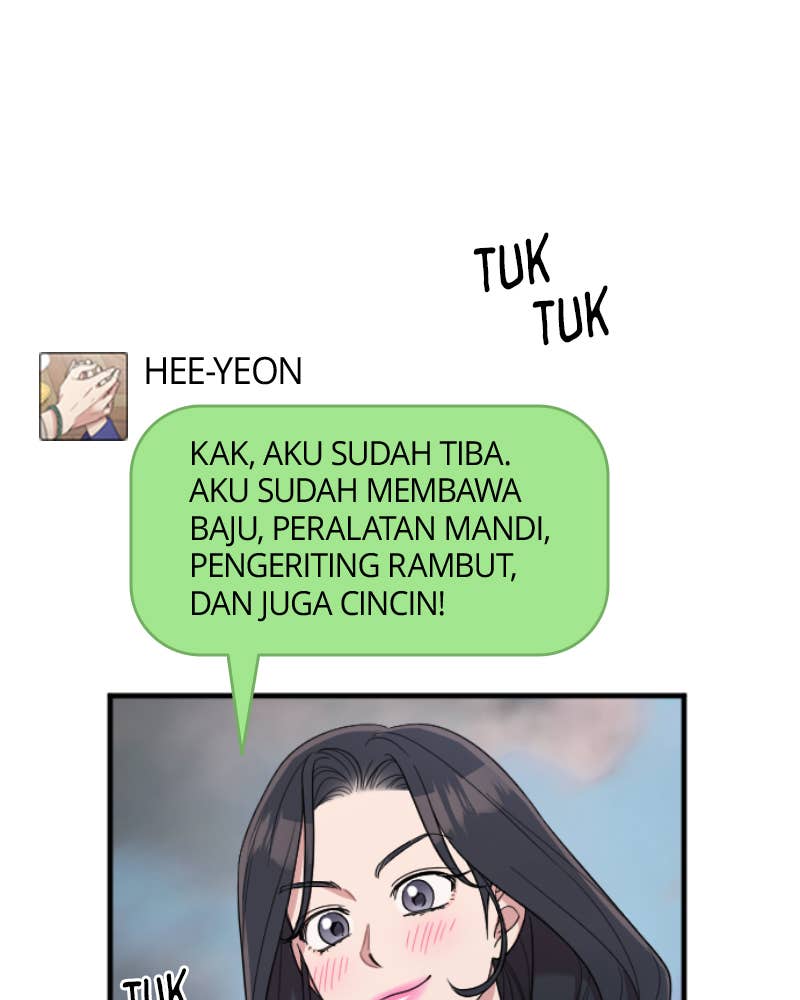 TUK
TUK
HEE-YEON
KAK, AKU SUDAH TIBA.
AKU SUDAH MEMBAWA
BAJU, PERALATAN MANDI,
PENGERITING RAMBUT,
DAN JUGA CINCIN!
TUK